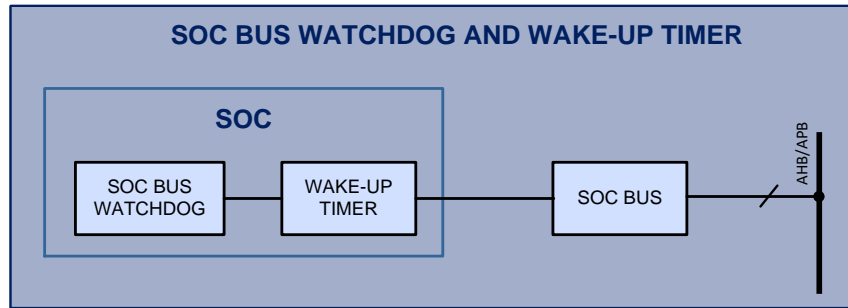 SOC BUS WATCHDOG AND WAKE-UP TIMER
SOC
SOC BUS
WATCHDOG
WAKE-UP
TIMER
SOC BUS
AHB/APB